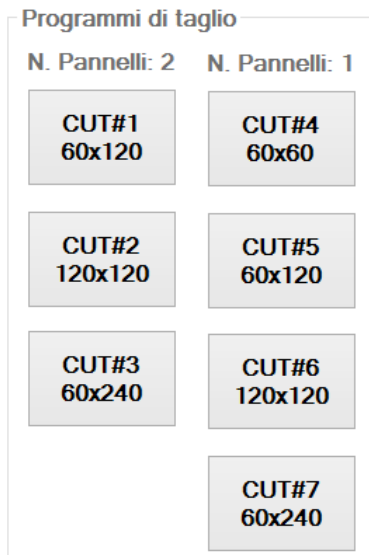 Programmi di taglio
N. Pannelli: 2
CUT#1
60x120
CUT#2
120x120
CUT#3
60x240
N. Pannelli: 1
CUT#4
60x60
CUT#5
60x120
CUT#6
120x120
CUT#7
60x240